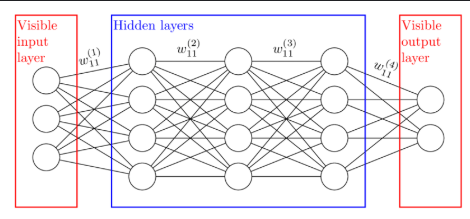 Visible
input
layer
Hidden layers
Visible
output
layer
w_{11}^{(1)}
w_{11}^{(2)}
w_{11}^{(3)}
w_{11}^{(4)}